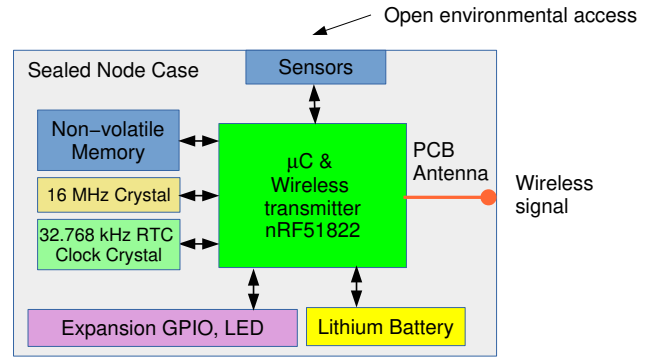 Open environmental access
Sealed Node Case
Sensors
Non−volatile
Memory
16 MHz Crystal
32.768 kHz RTC
Clock Crystal
μC &
Wireless
transmitter
nRF51822
PCB
Antenna
Wireless
signal
Expansion GPIO, LED
Lithium Battery